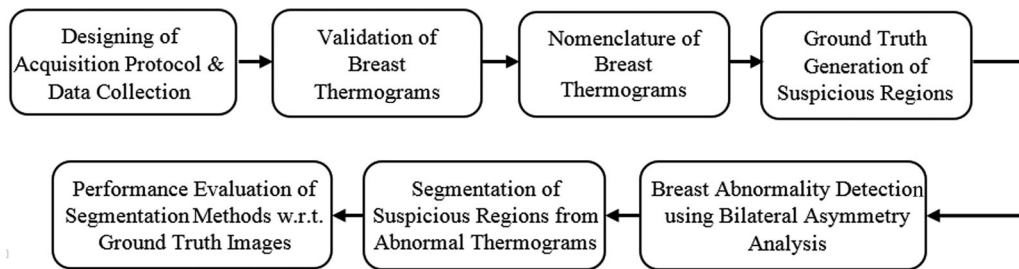 Designing of
Acquisition Protocol &
Data Collection
Validation of
Breast
Thermograms
Nomenclature of
Breast
Thermograms
Ground Truth
Generation of
Suspicious Regions
Breast Abnormality Detection
using Bilateral Asymmetry
Analysis
Segmentation of
Suspicious Regions from
Abnormal Thermograms
Performance Evaluation of
Segmentation Methods w.r.t.
Ground Truth Images